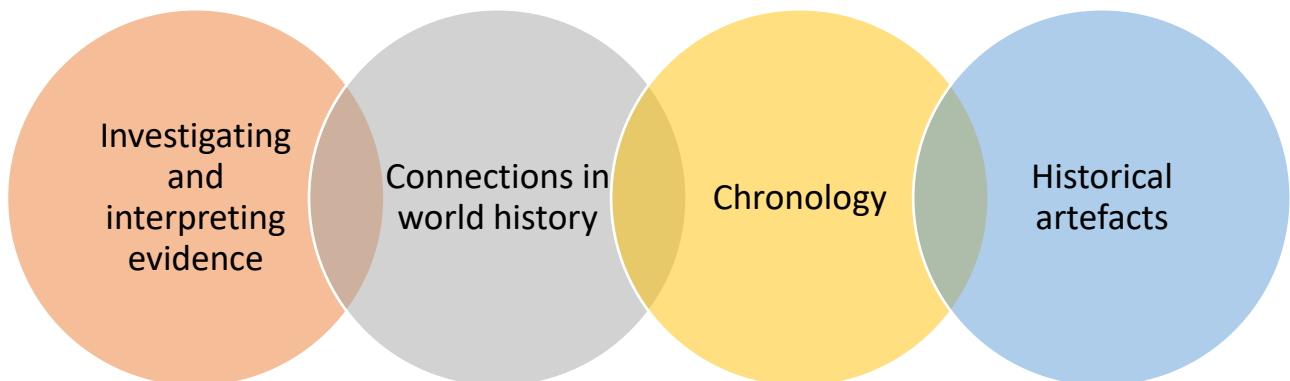 Investigating
and
interpreting
evidence
Connections in
world history
Chronology
Historical
artefacts